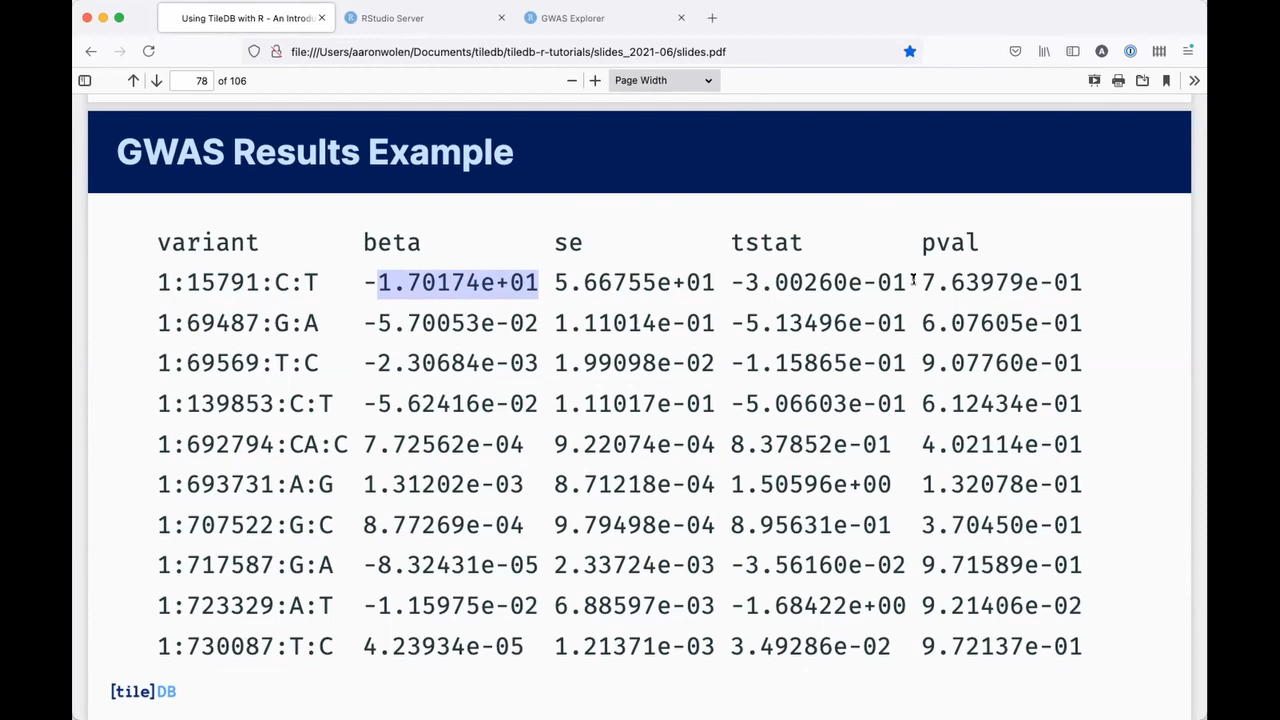 Using TileDB with R - An Introdu
RStudio Server
GWAS Explorer
file:///Users/aaronwolen/Documents/tiledb/tiledb-r-tutorials/slides_2021-06/slides.pdf
78 of 106
Page Width
GWAS Results Example
variant beta se tstat pval
1:15791:C:T -1.70174e+01 5.66755e+01 -3.00260e-01 7.63979e-01
1:69487:G:A -5.70053e-02 1.11014e-01 -5.13496e-01 6.07605e-01
1:69569:T:C -2.30684e-03 1.99098e-02 -1.15865e-01 9.07760e-01
1:139853:C:T -5.62416e-02 1.11017e-01 -5.06603e-01 6.12434e-01
1:692794:CA:C 7.72562e-04 9.22074e-04 8.37852e-01 4.02114e-01
1:693731:A:G 1.31202e-03 8.71218e-04 1.50596e+00 1.32078e-01
1:707522:G:C 8.77269e-04 9.79498e-04 8.95631e-01 3.70450e-01
1:717587:G:A -8.32431e-05 2.33724e-03 -3.56160e-02 9.71589e-01
1:723329:A:T -1.15975e-02 6.88597e-03 -1.68422e+00 9.21406e-02
1:730087:T:C 4.23934e-05 1.21371e-03 3.49286e-02 9.72137e-01
[tile]DB